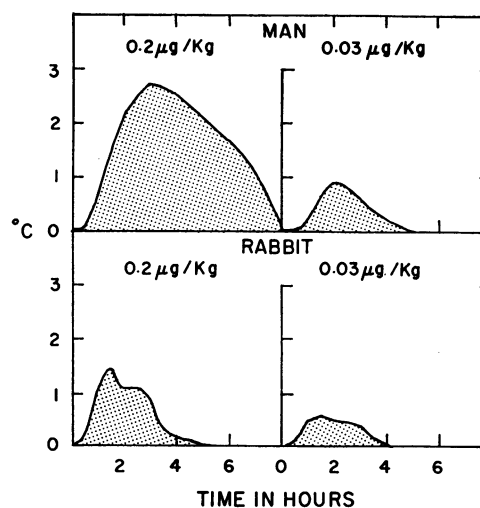 MAN
0.2 µg/Kg 0.03 µg/Kg
3
2
1
°C 0
RABBIT
0.2 µg/Kg 0.03 µg./Kg
3
2
1
0
2 4 6 0 2 4 6
TIME IN HOURS